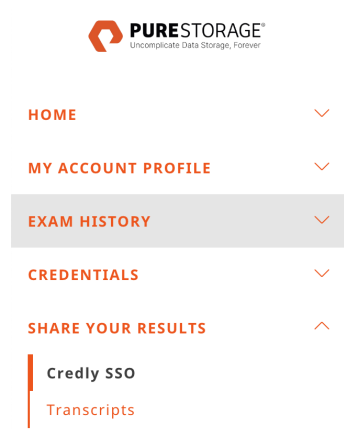 PURESTORAGE®
Uncomplicate Data Storage, Forever
HOME
MY ACCOUNT PROFILE
EXAM HISTORY
CREDENTIALS
SHARE YOUR RESULTS
Credly SSO
Transcripts